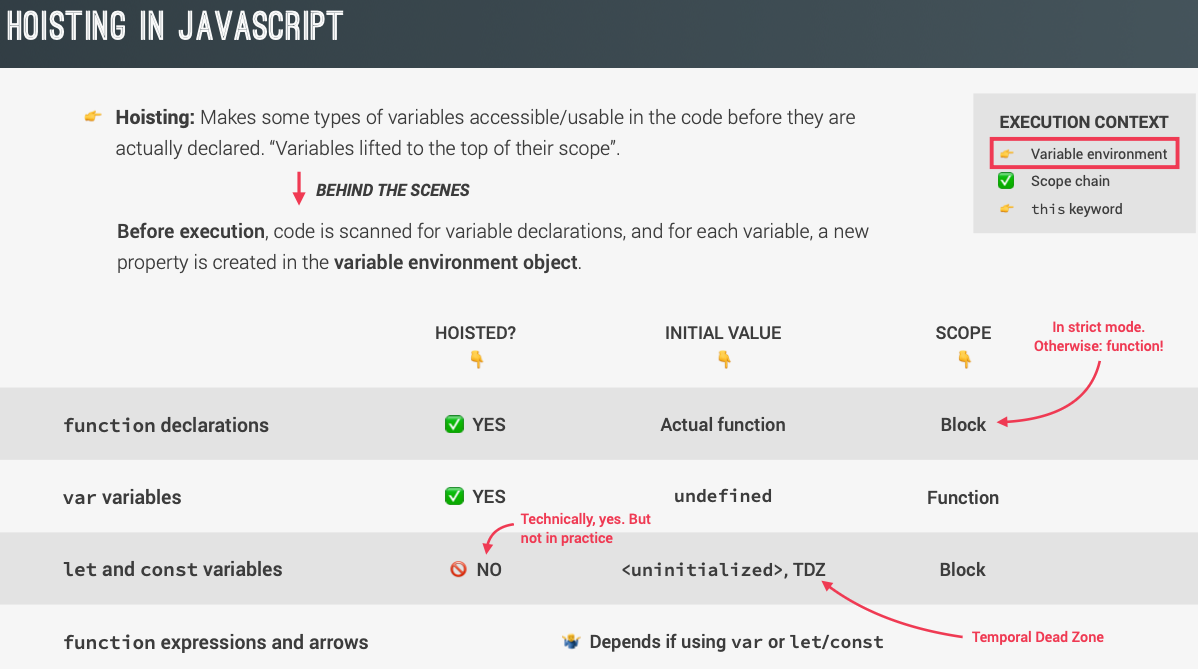 HOISTING IN JAVASCRIPT
👉 Hoisting: Makes some types of variables accessible/usable in the code before they are
actually declared. “Variables lifted to the top of their scope”.
BEHIND THE SCENES
Before execution, code is scanned for variable declarations, and for each variable, a new
property is created in the variable environment object.
EXECUTION CONTEXT
👉 Variable environment
✅ Scope chain
👉 this keyword
HOISTED? INITIAL VALUE SCOPE
👇 👇 👇
In strict mode.
Otherwise: function!
function declarations ✅ YES Actual function Block
var variables ✅ YES undefined Function
Technically, yes. But
not in practice
let and const variables 🚫 NO <uninitialized>, TDZ Block
Temporal Dead Zone
function expressions and arrows 🤷‍♂️ Depends if using var or let/const